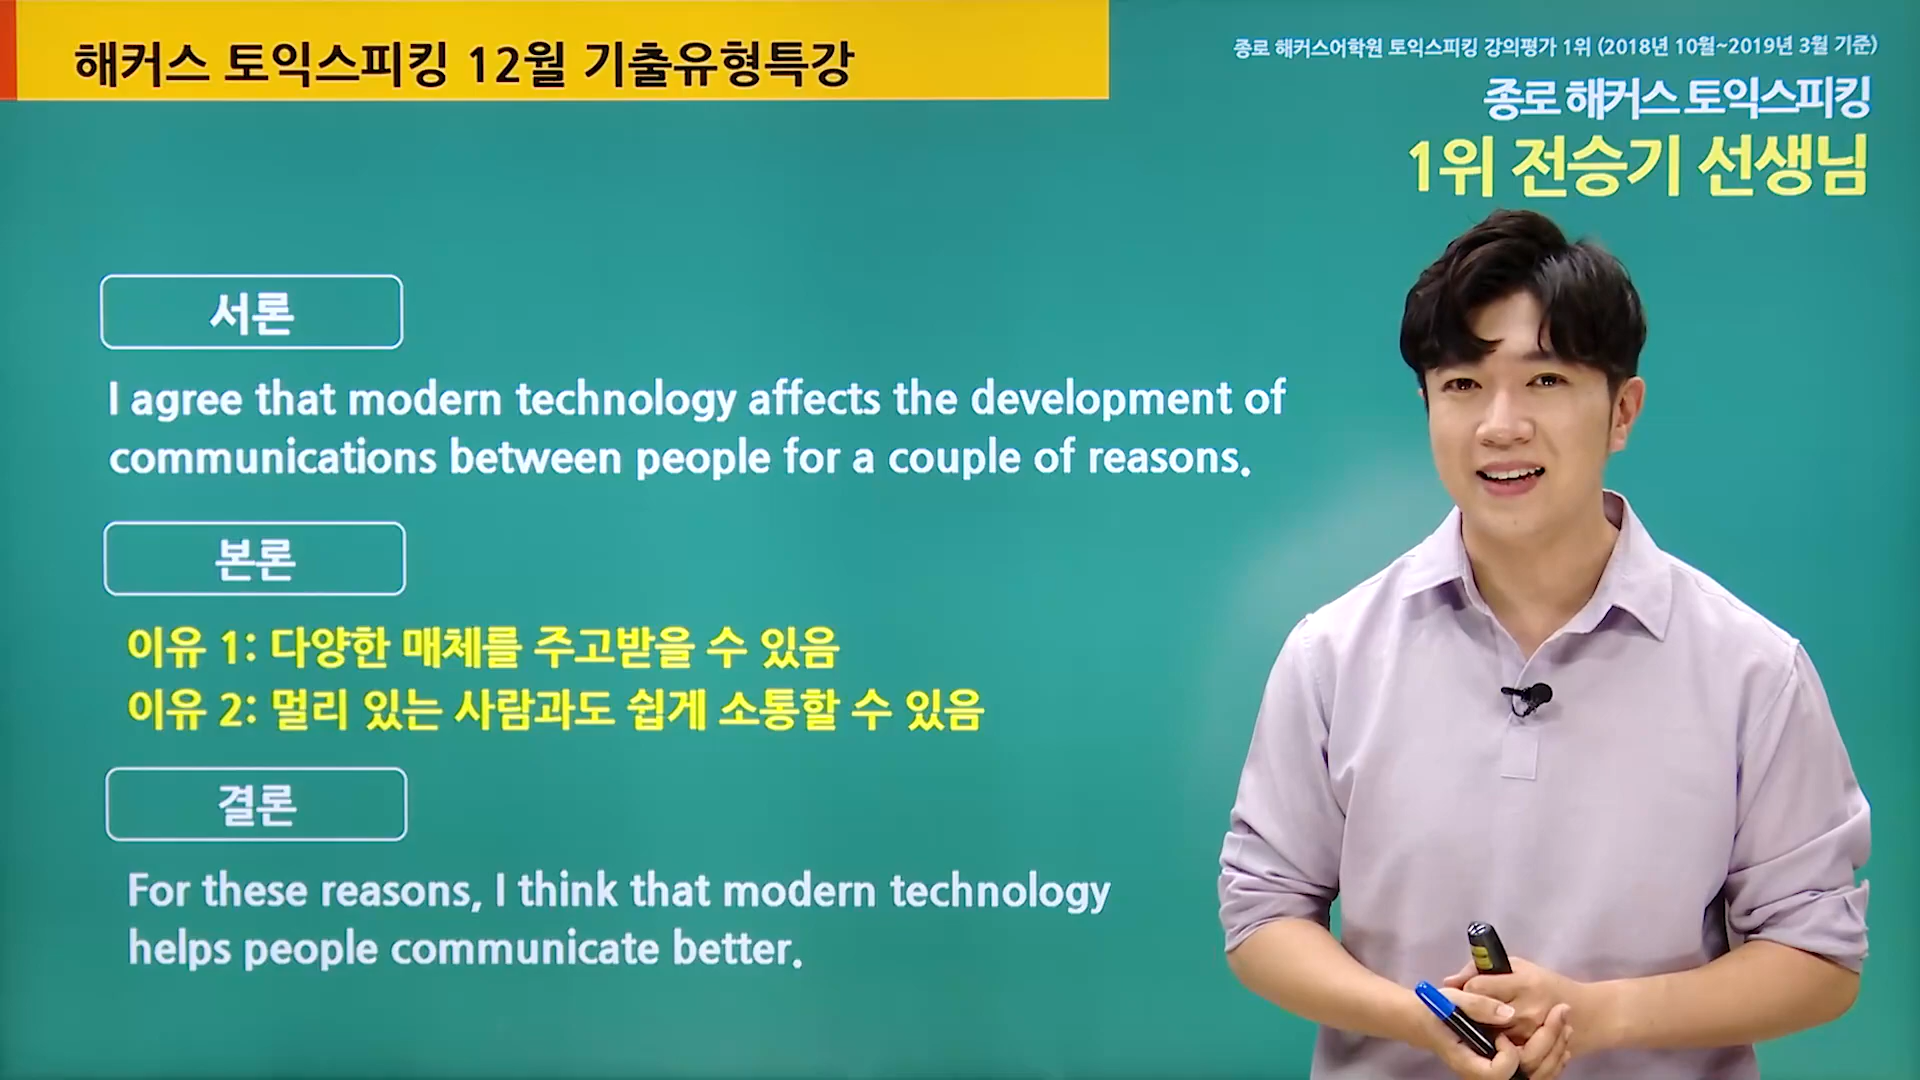 해커스 토익스피킹 12월 기출유형특강
종로 해커스어학원 토익스피킹 강의평가 1위 (2018년 10월~2019년 3월 기준)
종로 해커스 토익스피킹
1위 전승기 선생님
서론
I agree that modern technology affects the development of
communications between people for a couple of reasons.
본론
이유 1: 다양한 매체를 주고받을 수 있음
이유 2: 멀리 있는 사람과도 쉽게 소통할 수 있음
결론
For these reasons, I think that modern technology
helps people communicate better.